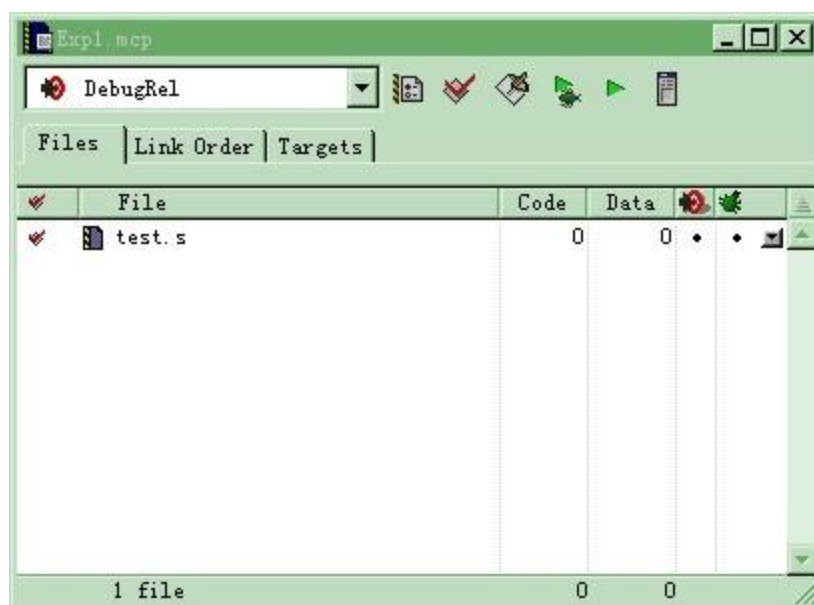 Exp1.mcp
DebugRel
Files Link Order Targets
File Code Data
test.s 0 0
1 file 0 0